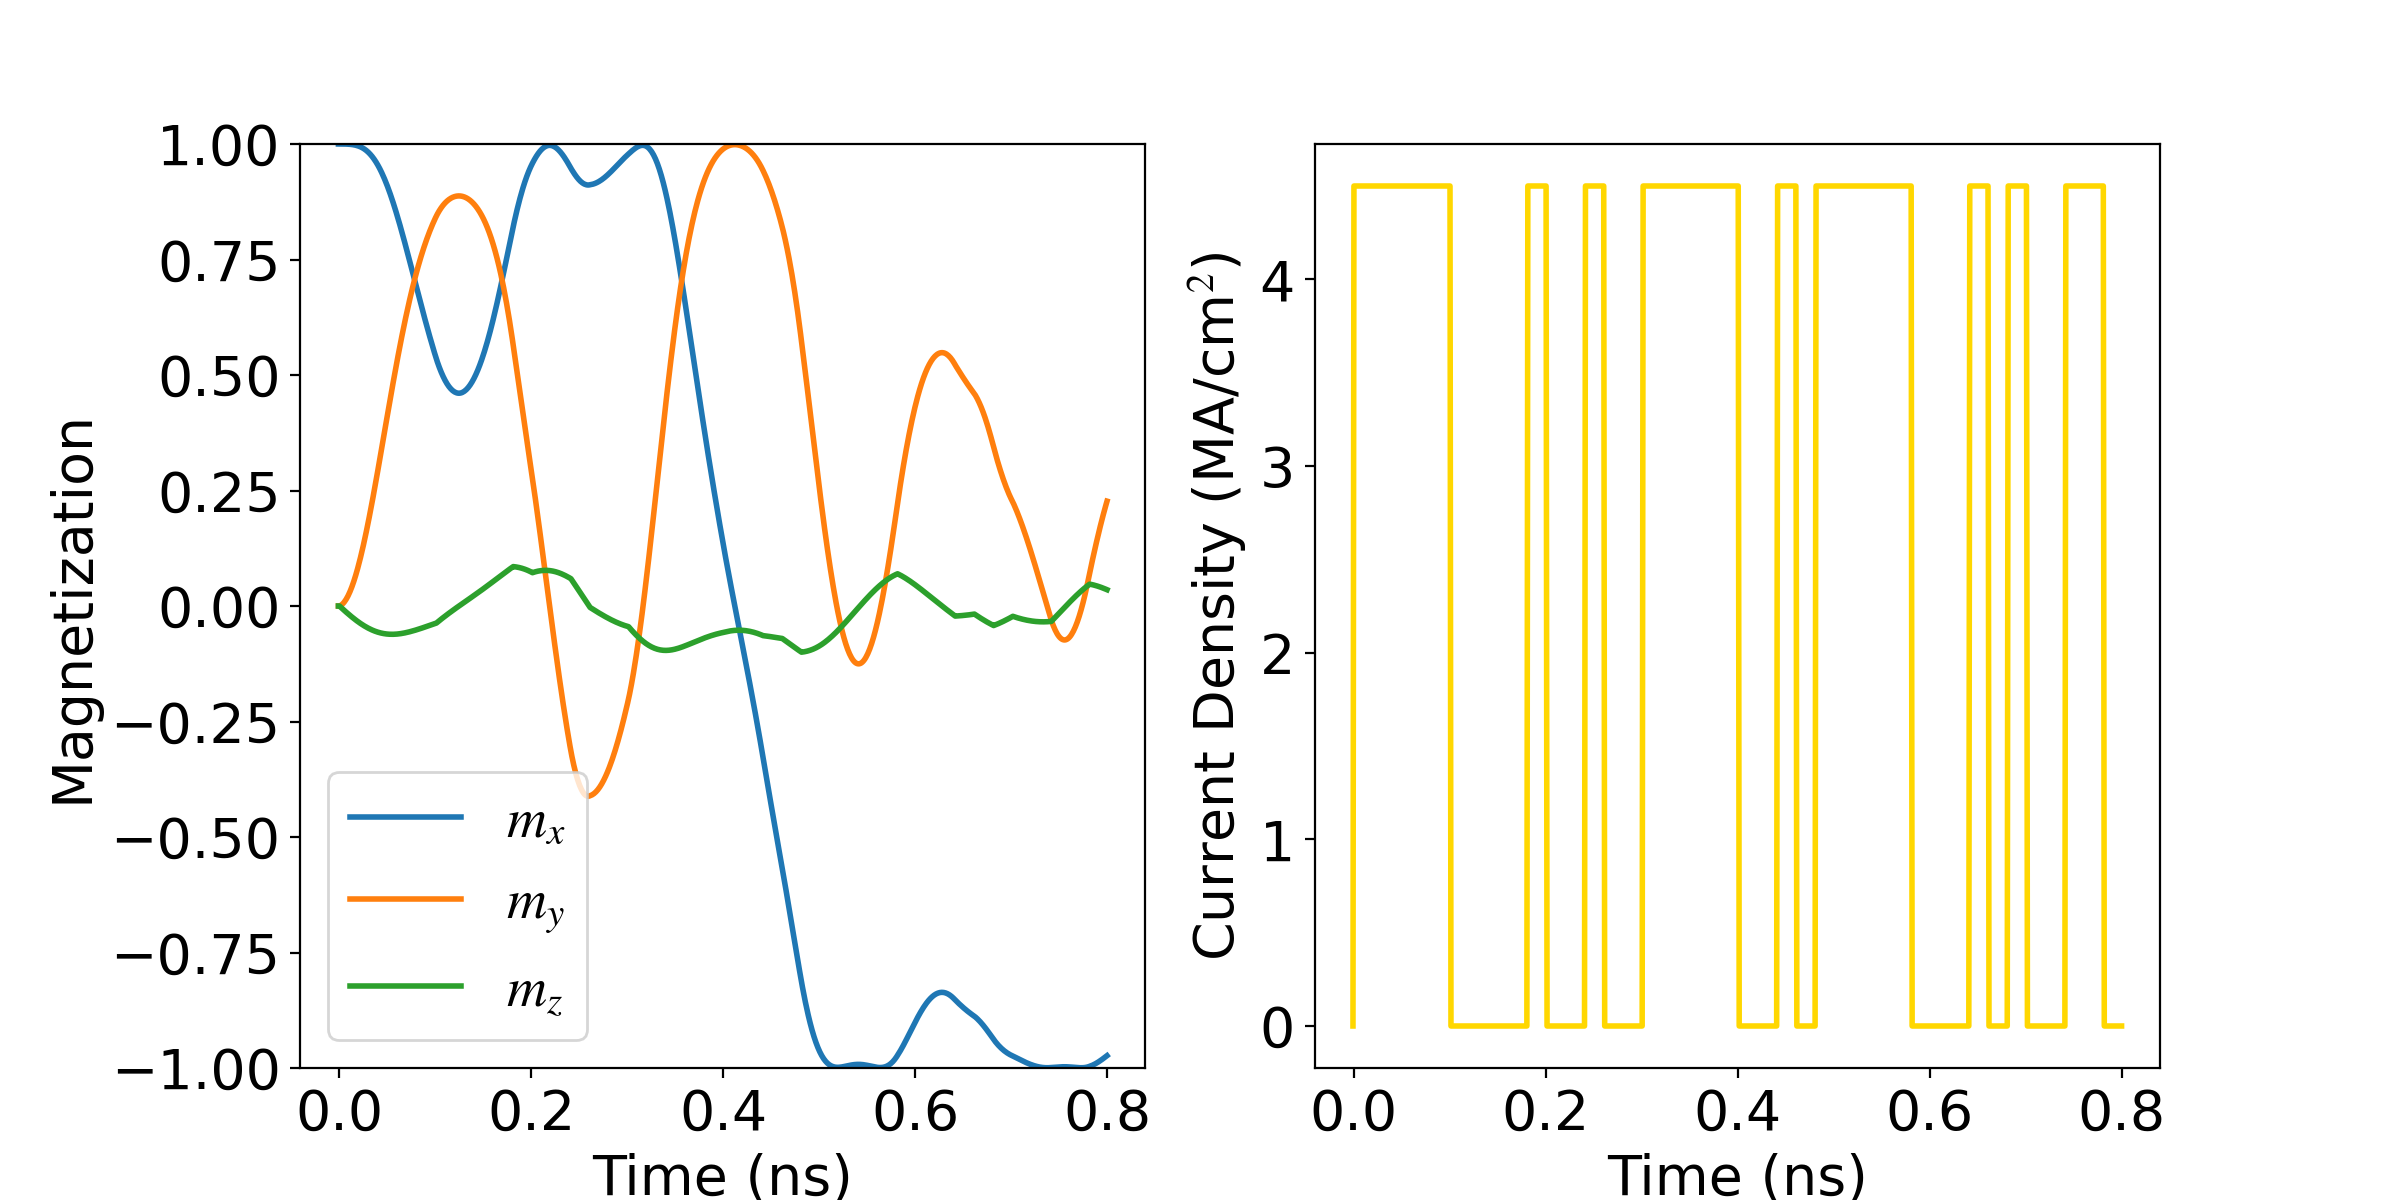 Magnetization
1.00
0.75
0.50
0.25
0.00
−0.25
−0.50
−0.75
−1.00
m_x
m_y
m_z
0.0 0.2 0.4 0.6 0.8
Time (ns)
Current Density (MA/cm²)
4
3
2
1
0
0.0 0.2 0.4 0.6 0.8
Time (ns)